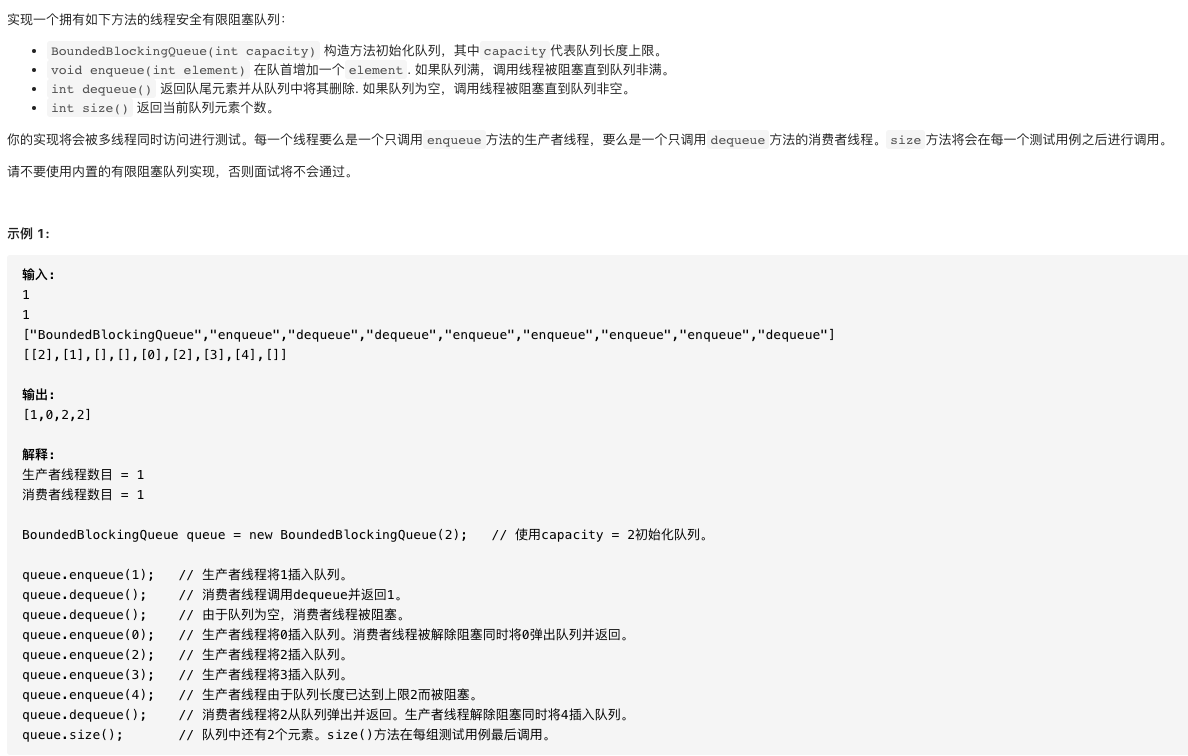 实现一个拥有如下方法的线程安全有限阻塞队列：
• BoundedBlockingQueue(int capacity) 构造方法初始化队列，其中 capacity 代表队列长度上限。
• void enqueue(int element) 在队首增加一个 element. 如果队列满，调用线程被阻塞直到队列非满。
• int dequeue() 返回队尾元素并从队列中将其删除. 如果队列为空，调用线程被阻塞直到队列非空。
• int size() 返回当前队列元素个数。
你的实现将会被多线程同时访问进行测试。每一个线程要么是一个只调用 enqueue 方法的生产者线程，要么是一个只调用 dequeue 方法的消费者线程。size 方法将会在每一个测试用例之后进行调用。
请不要使用内置的有限阻塞队列实现，否则面试将不会通过。
示例 1:
输入:
1
1
["BoundedBlockingQueue","enqueue","dequeue","dequeue","enqueue","enqueue","enqueue","enqueue","dequeue"]
[[2],[1],[],[],[0],[2],[3],[4],[]]
输出:
[1,0,2,2]
解释:
生产者线程数目 = 1
消费者线程数目 = 1
BoundedBlockingQueue queue = new BoundedBlockingQueue(2);   // 使用capacity = 2初始化队列。
queue.enqueue(1);   // 生产者线程将1插入队列。
queue.dequeue();    // 消费者线程调用dequeue并返回1。
queue.dequeue();    // 由于队列为空，消费者线程被阻塞。
queue.enqueue(0);   // 生产者线程将0插入队列。消费者线程被解除阻塞同时将0弹出队列并返回。
queue.enqueue(2);   // 生产者线程将2插入队列。
queue.enqueue(3);   // 生产者线程将3插入队列。
queue.enqueue(4);   // 生产者线程由于队列长度已达到上限2而被阻塞。
queue.dequeue();    // 消费者线程将2从队列弹出并返回。生产者线程解除阻塞同时将4插入队列。
queue.size();       // 队列中还有2个元素。size()方法在每组测试用例最后调用。